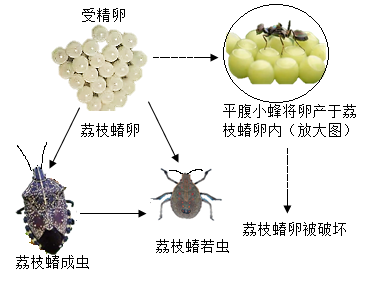 受精卵
平腹小蜂将卵产于荔
枝蝽卵内（放大图）
荔枝蝽卵
荔枝蝽卵被破坏
荔枝蝽若虫
荔枝蝽成虫